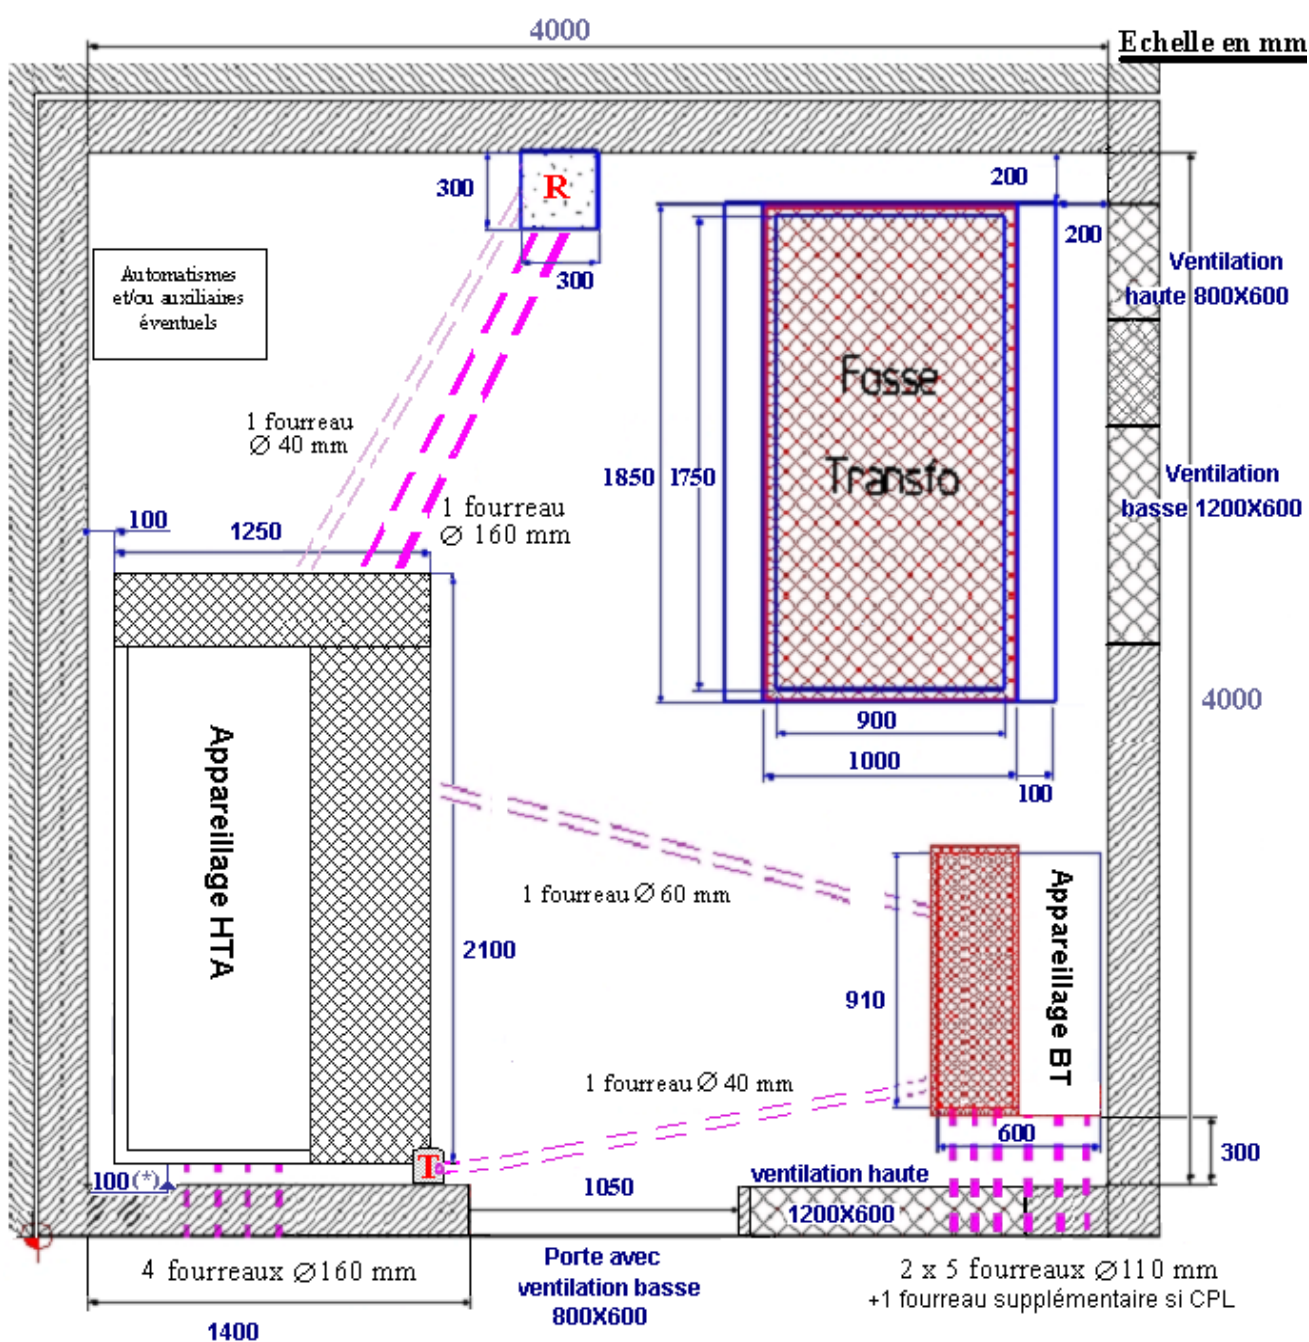 4000
Echelle en mm
300
R
200
200
300
Automatismes
et/ou auxiliaires
éventuels
Ventilation
haute 800X600
Fosse
Transfo
1 fourreau
Ø 40 mm
1850
1750
Ventilation
basse 1200X600
100
1250
1 fourreau
Ø 160 mm
4000
900
1000
100
Appareillage HTA
1 fourreau Ø 60 mm
2100
910
Appareillage BT
1 fourreau Ø 40 mm
600
300
T
100(*)
1050
ventilation haute
1200X600
4 fourreaux Ø160 mm
Porte avec
ventilation basse
800X600
2 x 5 fourreaux Ø110 mm
+1 fourreau supplémentaire si CPL
1400